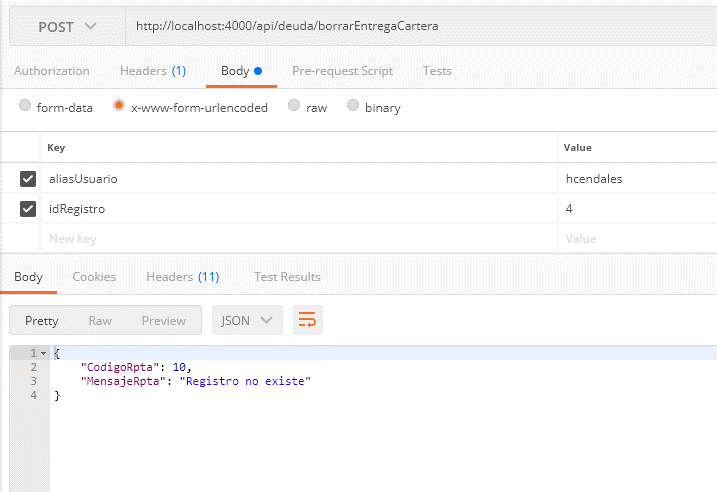 POST http://localhost:4000/api/deuda/borrarEntregaCartera
Authorization Headers (1) Body Pre-request Script Tests
form-data x-www-form-urlencoded raw binary
Key Value
aliasUsuario hcendales
idRegistro 4
New key Value
Body Cookies Headers (11) Test Results
Pretty Raw Preview JSON
1 {
2 "CodigoRpta": 10,
3 "MensajeRpta": "Registro no existe"
4 }